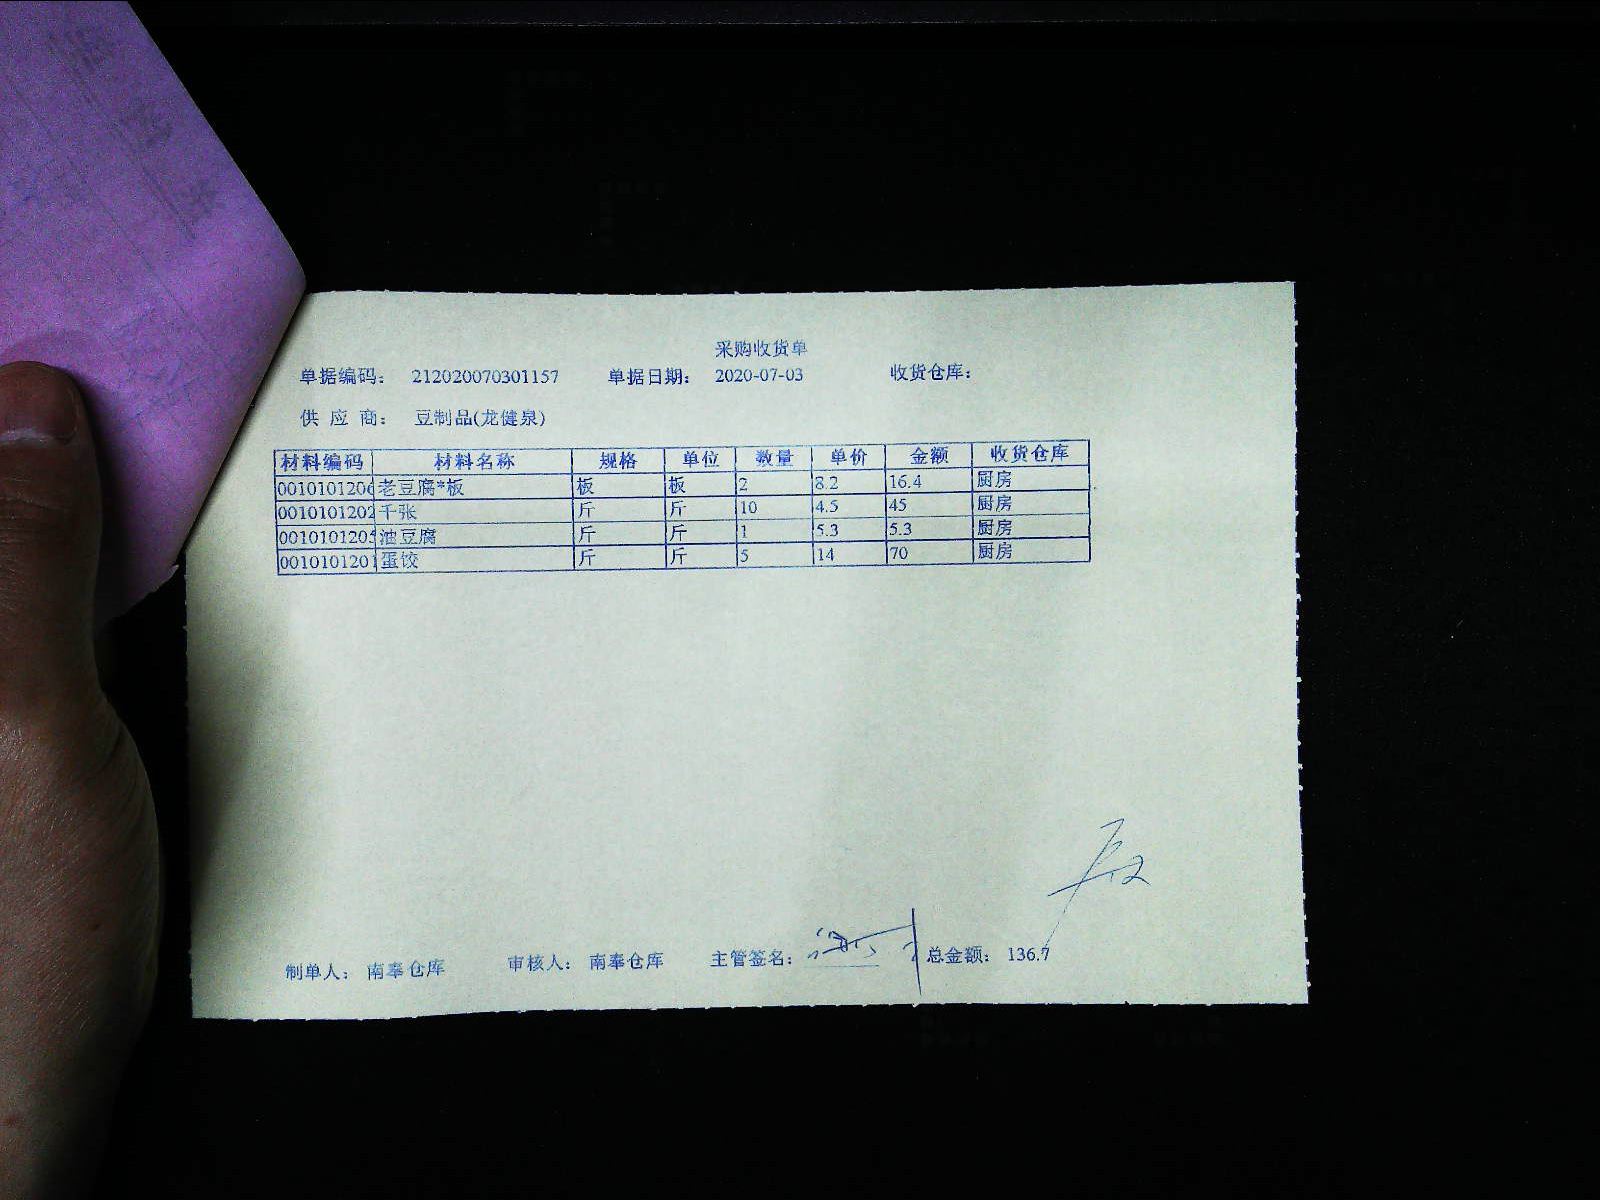 采购收货单
单据编码: 212020070301157 单据日期: 2020-07-03 收货仓库:
供 应 商: 豆制品(龙健泉)
材料编码 材料名称 规格 单位 数量 单价 金额 收货仓库
0010101206 老豆腐*板 板 板 2 8.2 16.4 厨房
0010101202 千张 斤 斤 10 4.5 45 厨房
0010101205 油豆腐 斤 斤 1 5.3 5.3 厨房
0010101201 蛋饺 斤 斤 5 14 70 厨房
制单人: 南奉仓库 审核人: 南奉仓库 主管签名: 总金额: 136.7